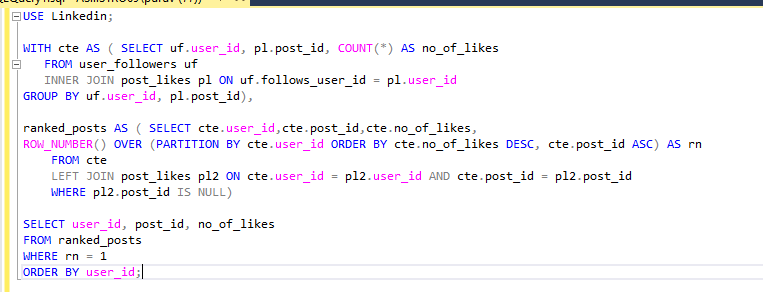 USE Linkedin;
WITH cte AS ( SELECT uf.user_id, pl.post_id, COUNT(*) AS no_of_likes
FROM user_followers uf
INNER JOIN post_likes pl ON uf.follows_user_id = pl.user_id
GROUP BY uf.user_id, pl.post_id),
ranked_posts AS ( SELECT cte.user_id,cte.post_id,cte.no_of_likes,
ROW_NUMBER() OVER (PARTITION BY cte.user_id ORDER BY cte.no_of_likes DESC, cte.post_id ASC) AS rn
FROM cte
LEFT JOIN post_likes pl2 ON cte.user_id = pl2.user_id AND cte.post_id = pl2.post_id
WHERE pl2.post_id IS NULL)
SELECT user_id, post_id, no_of_likes
FROM ranked_posts
WHERE rn = 1
ORDER BY user_id;